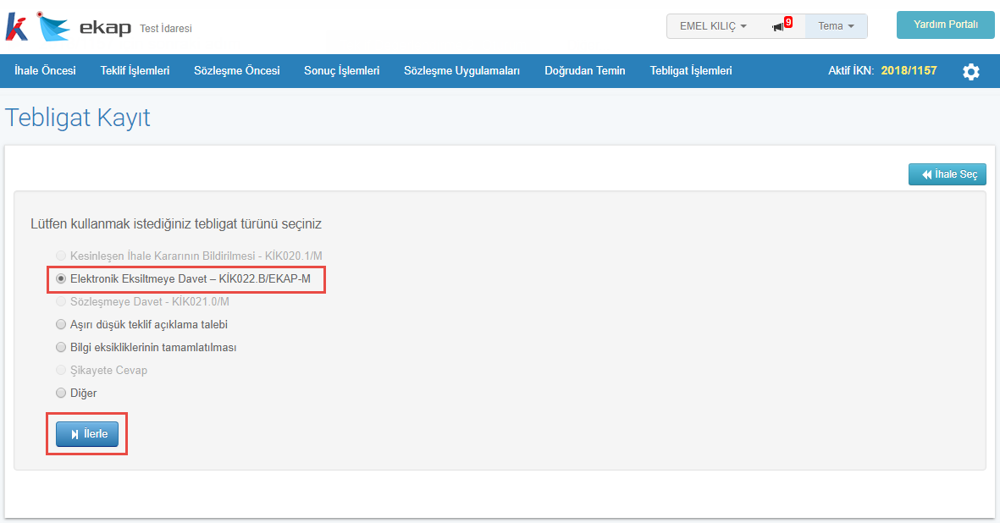 ekap Test İdaresi EMEL KILIÇ 9 Tema Yardım Portalı
İhale Öncesi Teklif İşlemleri Sözleşme Öncesi Sonuç İşlemleri Sözleşme Uygulamaları Doğrudan Temin Tebligat İşlemleri Aktif İKN: 2018/1157
Tebligat Kayıt
İhale Seç
Lütfen kullanmak istediğiniz tebligat türünü seçiniz
Kesinleşen İhale Kararının Bildirilmesi - KİK020.1/M
Elektronik Eksiltmeye Davet – KİK022.B/EKAP-M
Sözleşmeye Davet - KİK021.0/M
Aşırı düşük teklif açıklama talebi
Bilgi eksikliklerinin tamamlatılması
Şikayete Cevap
Diğer
İlerle